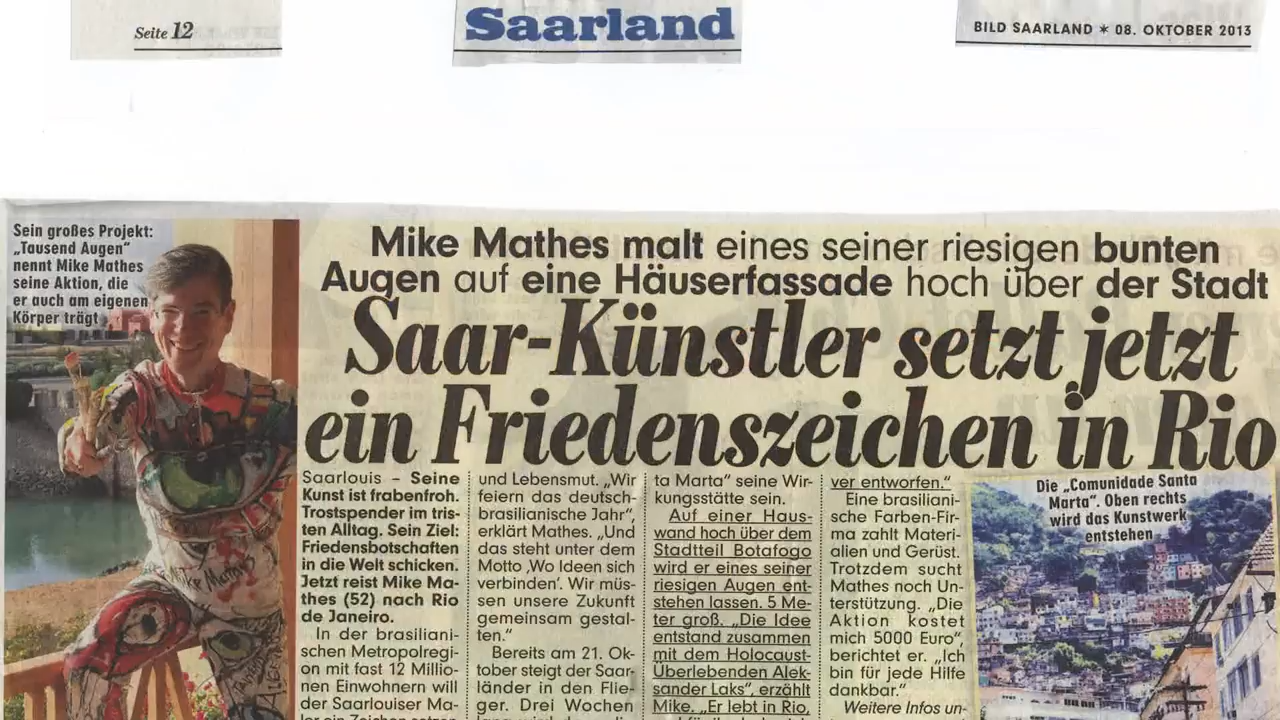 Seite 12
Saarland
BILD SAARLAND * 08. OKTOBER 2013
Sein großes Projekt:
„Tausend Augen“
nennt Mike Mathes
seine Aktion, die
er auch am eigenen
Körper trägt
Mike Mathes malt eines seiner riesigen bunten
Augen auf eine Häuserfassade hoch über der Stadt
Saar-Künstler setzt jetzt
ein Friedenszeichen in Rio
Saarlouis – Seine
Kunst ist frabenfroh.
Trostspender im tris-
ten Alltag. Sein Ziel:
Friedensbotschaften
in die Welt schicken.
Jetzt reist Mike Ma-
thes (52) nach Rio
de Janeiro.
In der brasiliani-
schen Metropolregi-
on mit fast 12 Millio-
nen Einwohnern will
der Saarlouiser Ma-
ler ein Zeichen setzen
und Lebensmut. „Wir
feiern das deutsch-
brasilianische Jahr“,
erklärt Mathes. „Und
das steht unter dem
Motto ‚Wo Ideen sich
verbinden‘. Wir müs-
sen unsere Zukunft
gemeinsam gestal-
ten.“
Bereits am 21. Ok-
tober steigt der Saar-
länder in den Flie-
ger. Drei Wochen
ta Marta“ seine Wir-
kungsstätte sein.
Auf einer Haus-
wand hoch über dem
Stadtteil Botafogo
wird er eines seiner
riesigen Augen ent-
stehen lassen. 5 Me-
ter groß. „Die Idee
entstand zusammen
mit dem Holocaust-
Überlebenden Alek-
sander Laks“, erzählt
Mike. „Er lebt in Rio,
ver entworfen.“
Eine brasiliani-
sche Farben-Fir-
ma zahlt Materi-
alien und Gerüst.
Trotzdem sucht
Mathes noch Un-
terstützung. „Die
Aktion kostet
mich 5000 Euro“,
berichtet er. „Ich
bin für jede Hilfe
dankbar.“
Weitere Infos un-
Die „Comunidade Santa
Marta“. Oben rechts
wird das Kunstwerk
entstehen